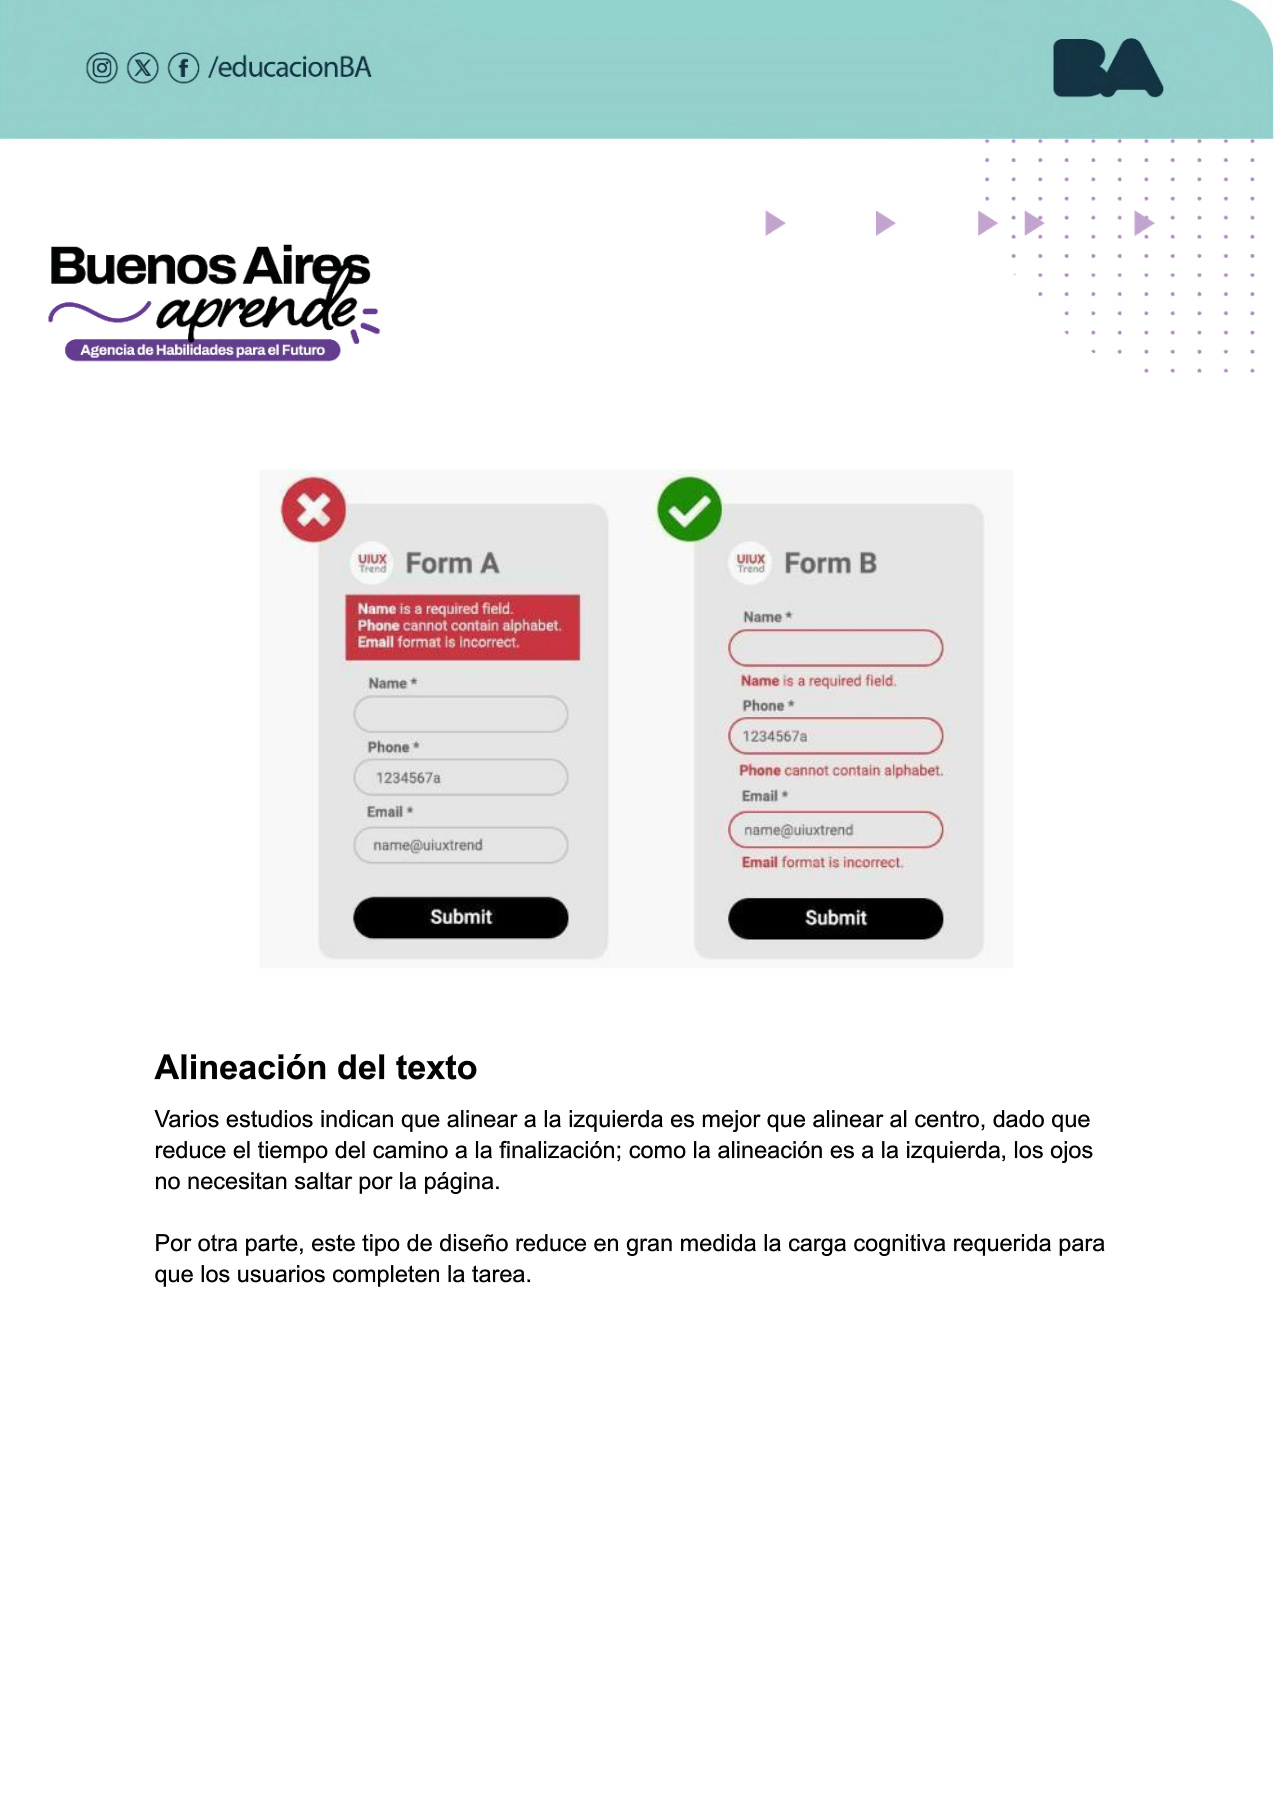 /educacionBA
BA
Buenos Aires
aprende
Agencia de Habilidades para el Futuro
UIUX
Trend
Form A
Name is a required field.
Phone cannot contain alphabet.
Email format is incorrect.
Name *
Phone *
1234567a
Email *
name@uiuxtrend
Submit
UIUX
Trend
Form B
Name *
Name is a required field.
Phone *
1234567a
Phone cannot contain alphabet.
Email *
name@uiuxtrend
Email format is incorrect.
Submit
Alineación del texto
Varios estudios indican que alinear a la izquierda es mejor que alinear al centro, dado que
reduce el tiempo del camino a la finalización; como la alineación es a la izquierda, los ojos
no necesitan saltar por la página.
Por otra parte, este tipo de diseño reduce en gran medida la carga cognitiva requerida para
que los usuarios completen la tarea.